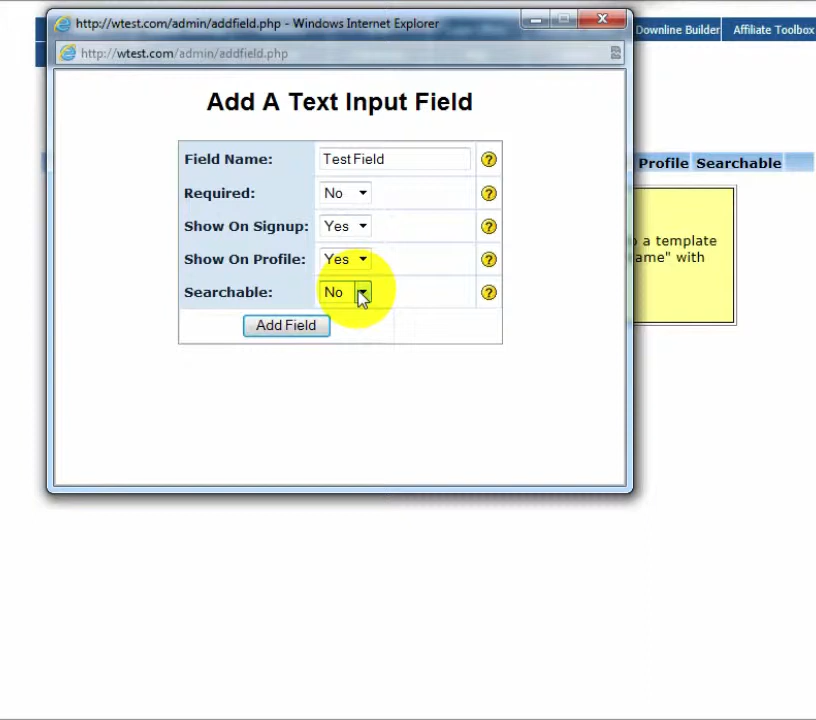 http://wtest.com/admin/addfield.php - Windows Internet Explorer
http://wtest.com/admin/addfield.php
Downline Builder
Affiliate Toolbox
Add A Text Input Field
Field Name: Test Field
Required: No
Show On Signup: Yes
Show On Profile: Yes
Searchable: No
Add Field
Profile Searchable
a template
ame" with